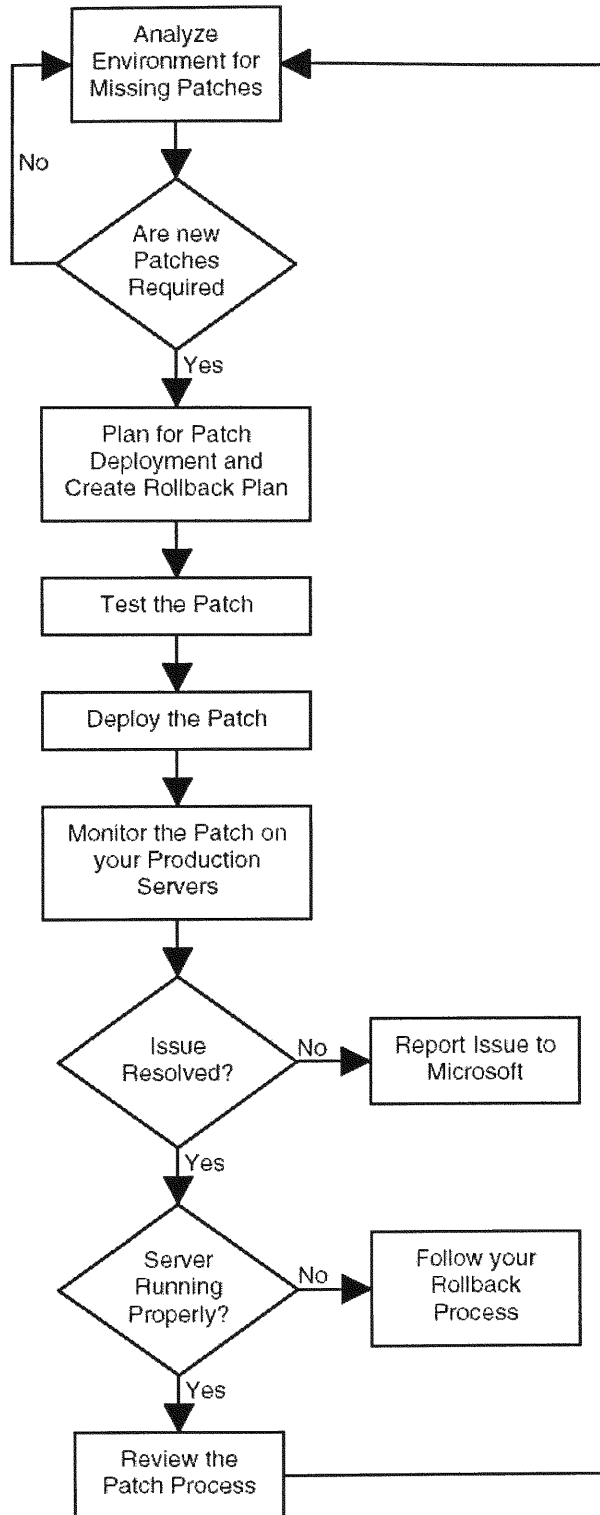 Analyze
Environment for
Missing Patches
No
Are new
Patches
Required
Yes
Plan for Patch
Deployment and
Create Rollback Plan
Test the Patch
Deploy the Patch
Monitor the Patch on
your Production
Servers
Issue
Resolved?
No
Report Issue to
Microsoft
Yes
Server
Running
Properly?
No
Follow your
Rollback
Process
Yes
Review the
Patch Process